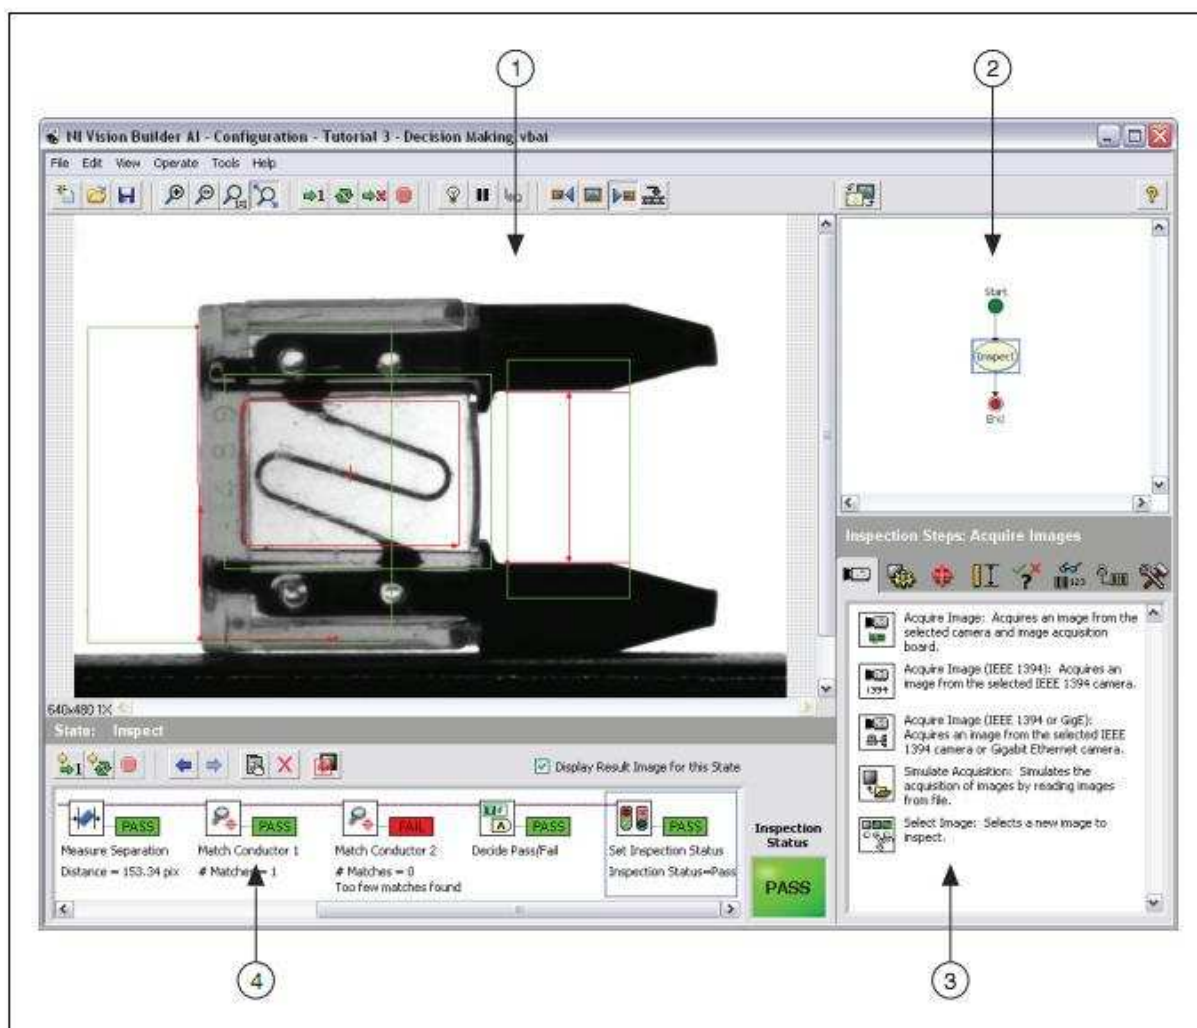 1
2
NI Vision Builder AI - Configuration - Tutorial 3 - Decision Making.vbai
File Edit View Operate Tools Help
Start
Inspect
End
Inspection Steps: Acquire Images
Acquire Image: Acquires an image from the
selected camera and image acquisition
board.
1394
Acquire Image (IEEE 1394): Acquires an
image from the selected IEEE 1394 camera.
Acquire Image (IEEE 1394 or GigE):
Acquires an image from the selected IEEE
1394 camera or Gigabit Ethernet camera.
Simulate Acquisition: Simulates the
acquisition of images by reading images
from file.
Select Image: Selects a new image to
inspect.
640x480 1X
State: Inspect
Display Result Image for this State
PASS PASS FAIL PASS PASS
Measure Separation Match Conductor 1 Match Conductor 2 Decide Pass/Fail Set Inspection Status
Distance = 153.34 pix # Matches = 1 # Matches = 0 Inspection Status=Pass
Too few matches found
Inspection
Status
PASS
4
3